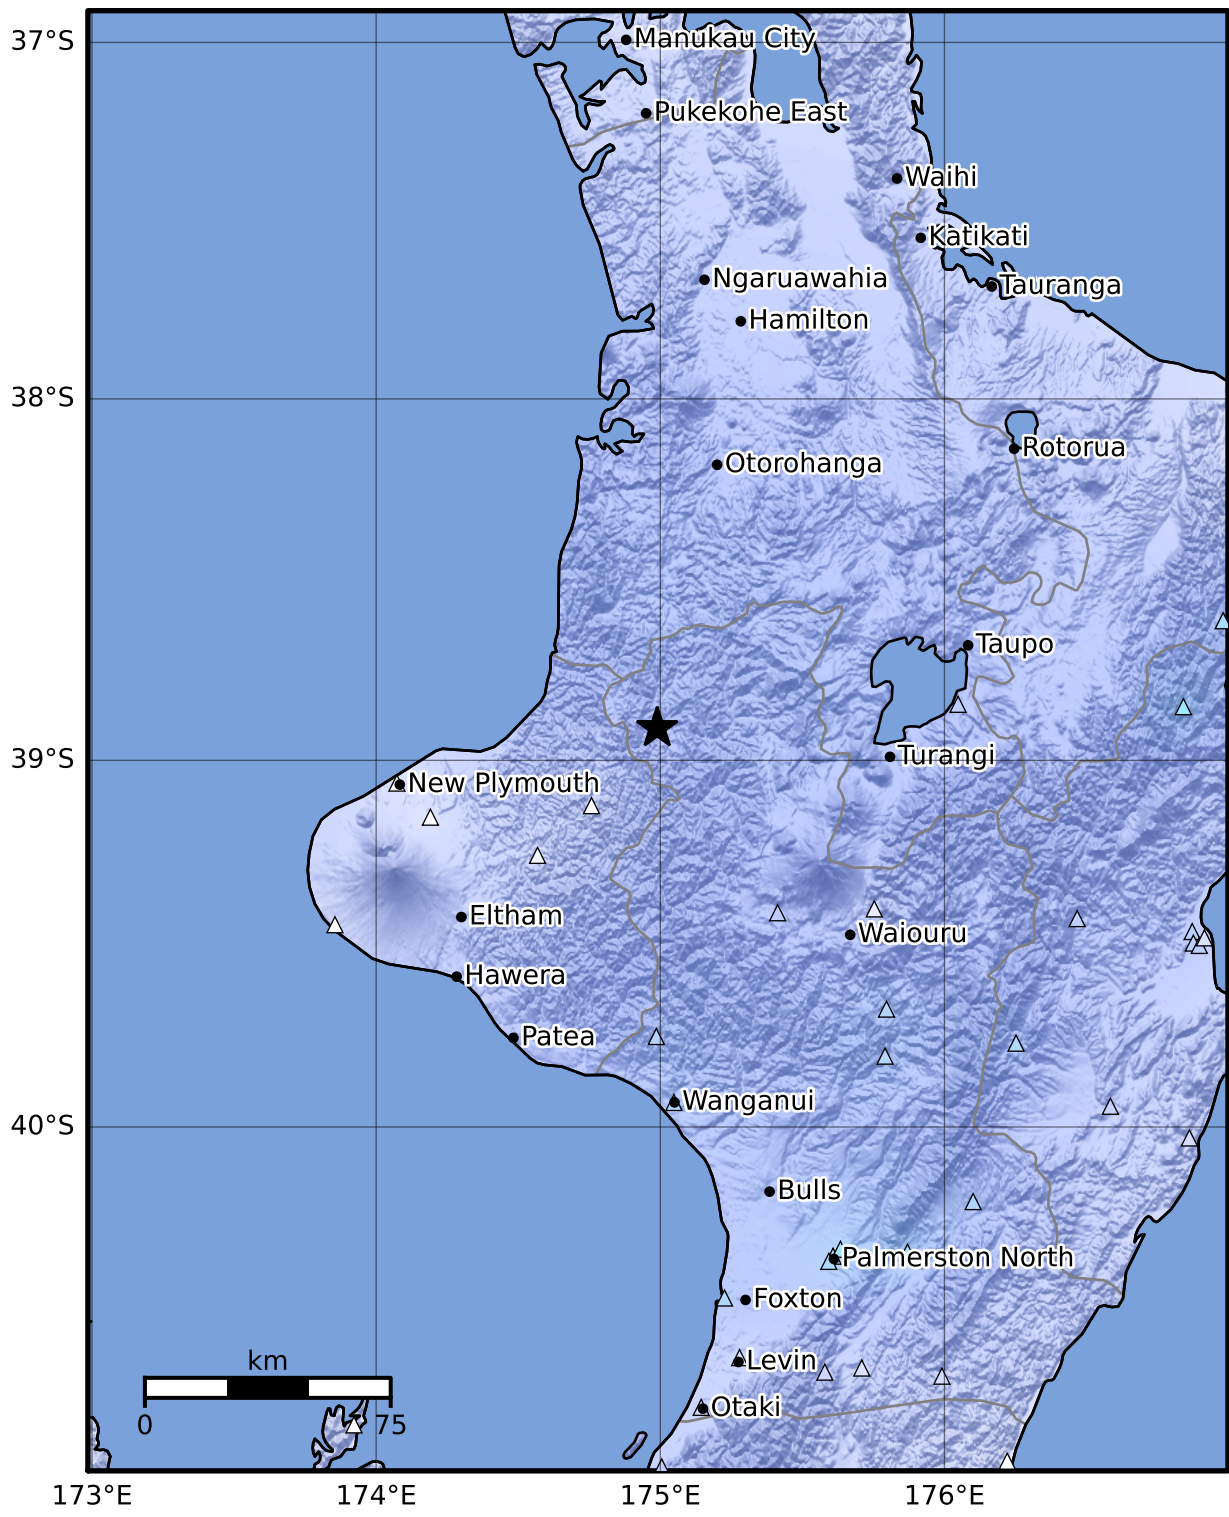 37°S
Manukau City
Pukekohe East
Waihi
Katikati
Ngaruawahia
Tauranga
Hamilton
38°S
Rotorua
Otorohanga
Taupo
39°S
Turangi
New Plymouth
Eltham
Waiouru
Hawera
Patea
Wanganui
40°S
Bulls
Palmerston North
Foxton
km
Levin
Otaki
0 75
173°E 174°E 175°E 176°E